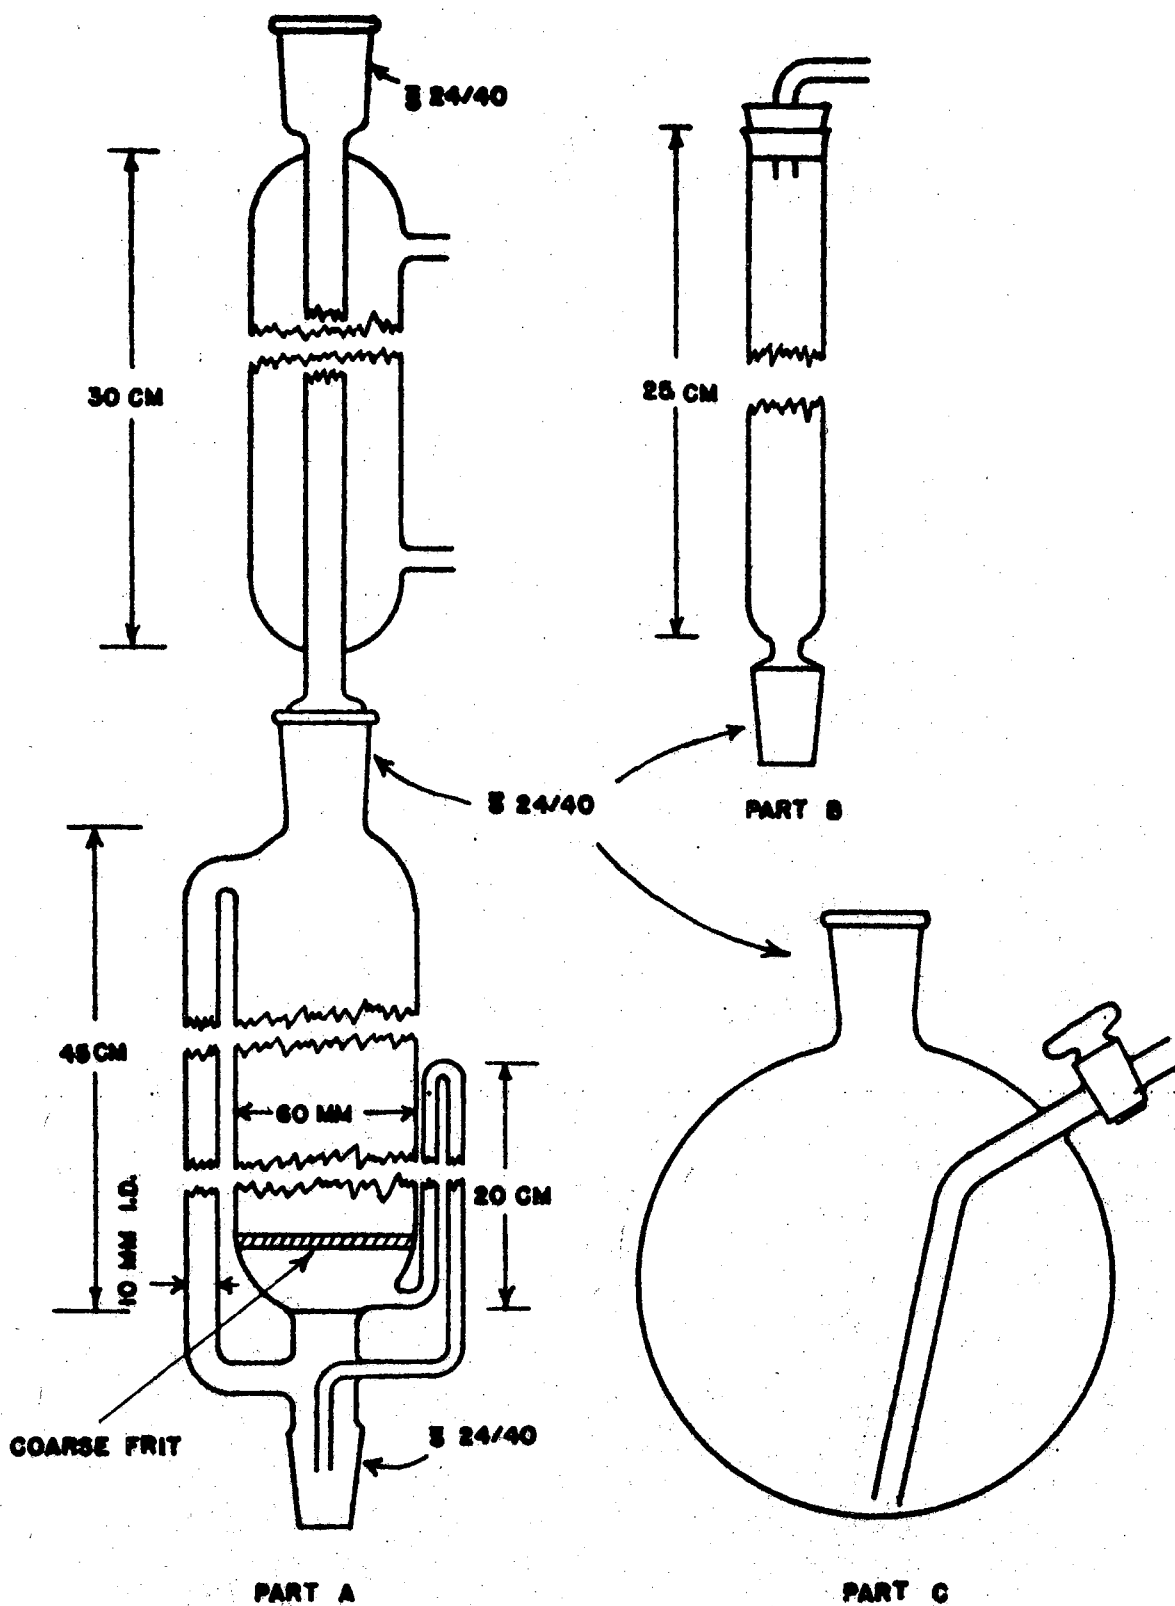 ⍕ 24/40
30 CM
25 CM
⍕ 24/40
PART B
45 CM
60 MM
20 CM
10 MM I.D.
COARSE FRIT
⍕ 24/40
PART A
PART C